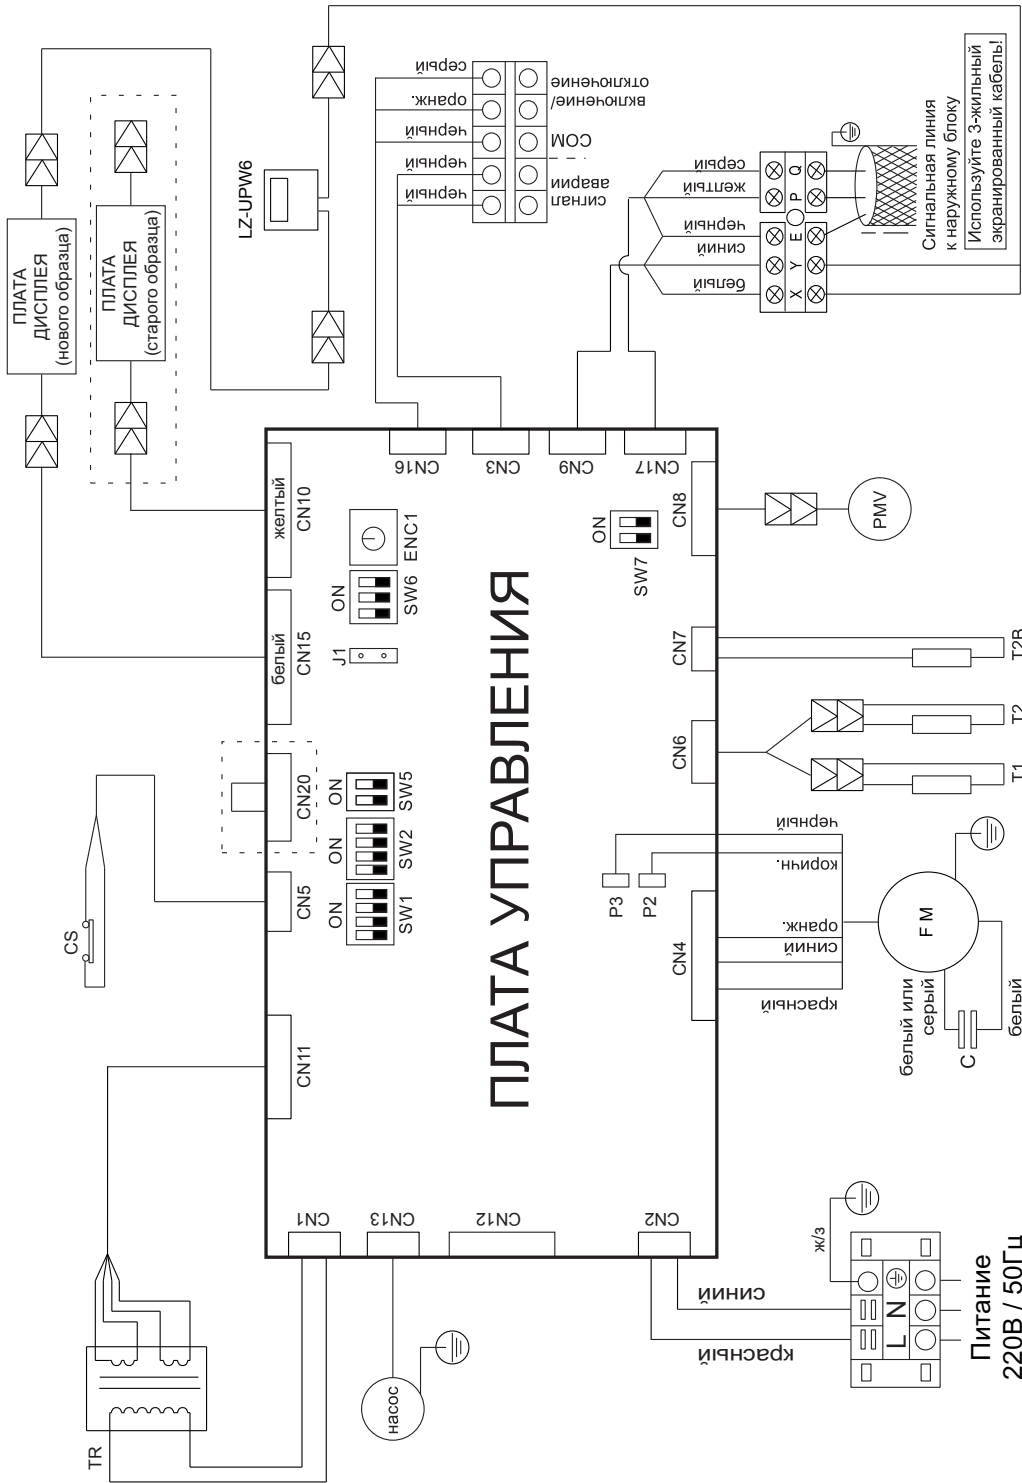 ПЛАТА
ДИСПЛЕЯ
(нового образца)
ПЛАТА
ДИСПЛЕЯ
(старого образца)
LZ-UPW6
серый
оранж.
черный
черный
черный
включение/
отключение
COM
сигнал
аварии
серый
желтый
черный
синий
белый
X Y E P Q
Сигнальная линия
к наружному блоку
Используйте 3-жильный
экранированный кабель!
CS
TR
CN11
CN5
CN20
CN15
белый
CN10
желтый
CN16
CN3
CN9
CN17
CN1
CN13
CN12
CN2
CN4
CN6
CN7
CN8
ON
SW1
ON
SW2
ON
SW5
J1
ON
SW6
ENC1
ON
SW7
P3
P2
ПЛАТА УПРАВЛЕНИЯ
насос
синий
красный
ж/з
L N
Питание
220В / 50Гц
черный
коричн.
оранж.
синий
красный
FM
белый или
серый
белый
C
T1
T2
T2B
PMV